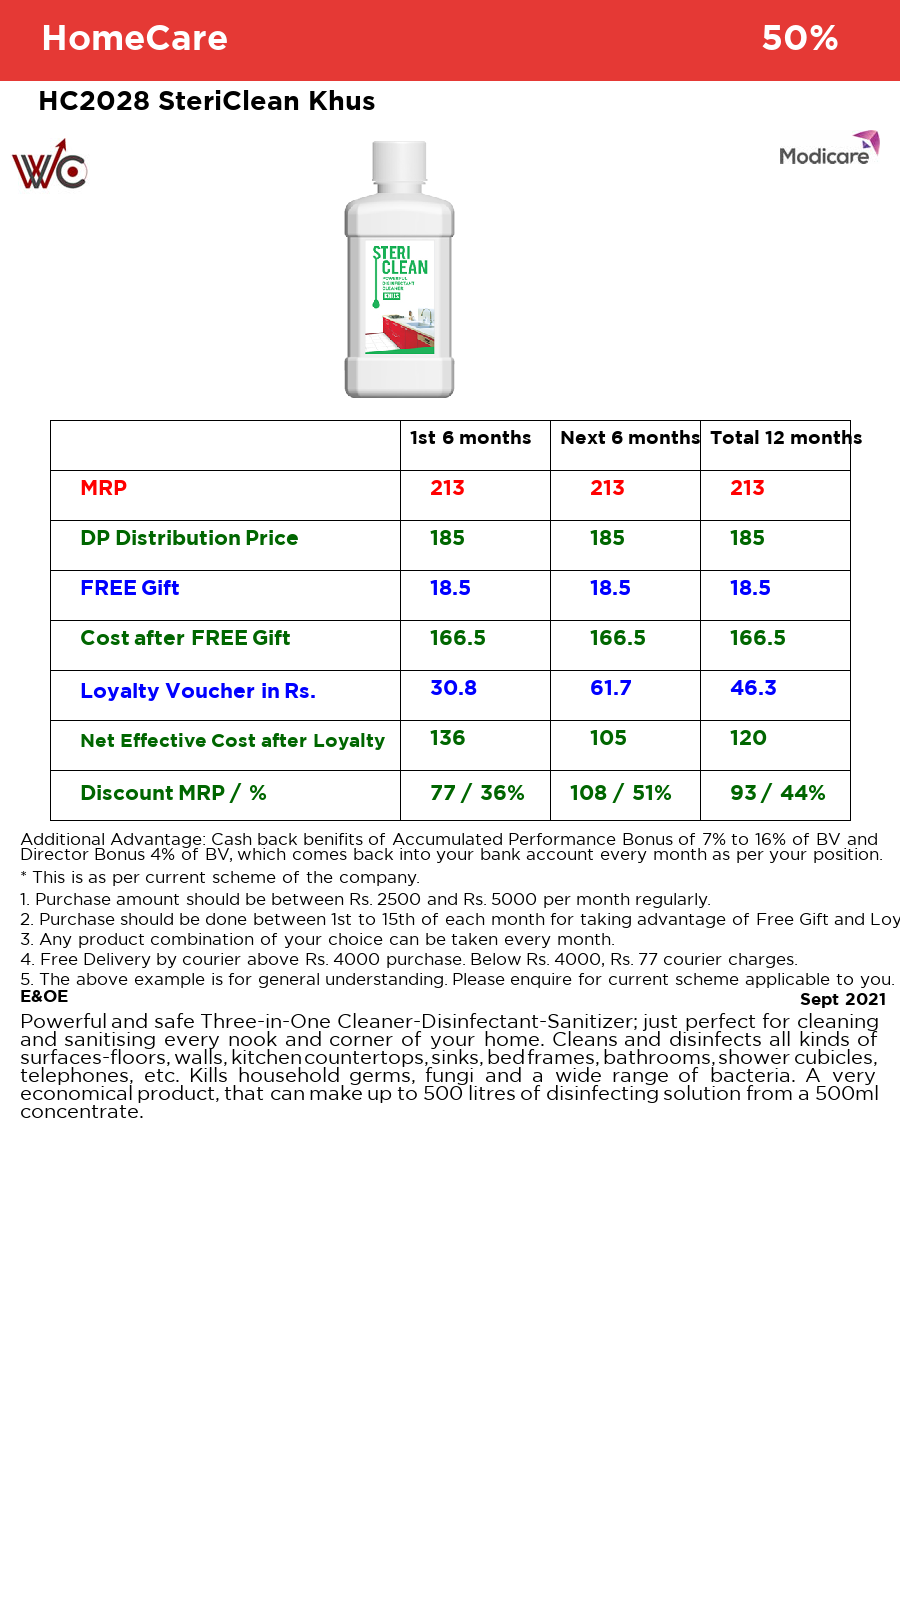 HomeCare 50%
HC2028 SteriClean Khus
WC
Modicare
STERI
CLEAN
POWERFUL
DISINFECTANT
CLEANER
KHUS
1st 6 months Next 6 months Total 12 months
MRP 213 213 213
DP Distribution Price 185 185 185
FREE Gift 18.5 18.5 18.5
Cost after FREE Gift 166.5 166.5 166.5
Loyalty Voucher in Rs. 30.8 61.7 46.3
Net Effective Cost after Loyalty 136 105 120
Discount MRP / % 77 / 36% 108 / 51% 93 / 44%
Additional Advantage: Cash back benifits of Accumulated Performance Bonus of 7% to 16% of BV and
Director Bonus 4% of BV, which comes back into your bank account every month as per your position.
* This is as per current scheme of the company.
1. Purchase amount should be between Rs. 2500 and Rs. 5000 per month regularly.
2. Purchase should be done between 1st to 15th of each month for taking advantage of Free Gift and Loy
3. Any product combination of your choice can be taken every month.
4. Free Delivery by courier above Rs. 4000 purchase. Below Rs. 4000, Rs. 77 courier charges.
5. The above example is for general understanding. Please enquire for current scheme applicable to you.
E&OE Sept 2021
Powerful and safe Three-in-One Cleaner-Disinfectant-Sanitizer; just perfect for cleaning
and sanitising every nook and corner of your home. Cleans and disinfects all kinds of
surfaces-floors, walls, kitchen countertops, sinks, bed frames, bathrooms, shower cubicles,
telephones, etc. Kills household germs, fungi and a wide range of bacteria. A very
economical product, that can make up to 500 litres of disinfecting solution from a 500ml
concentrate.